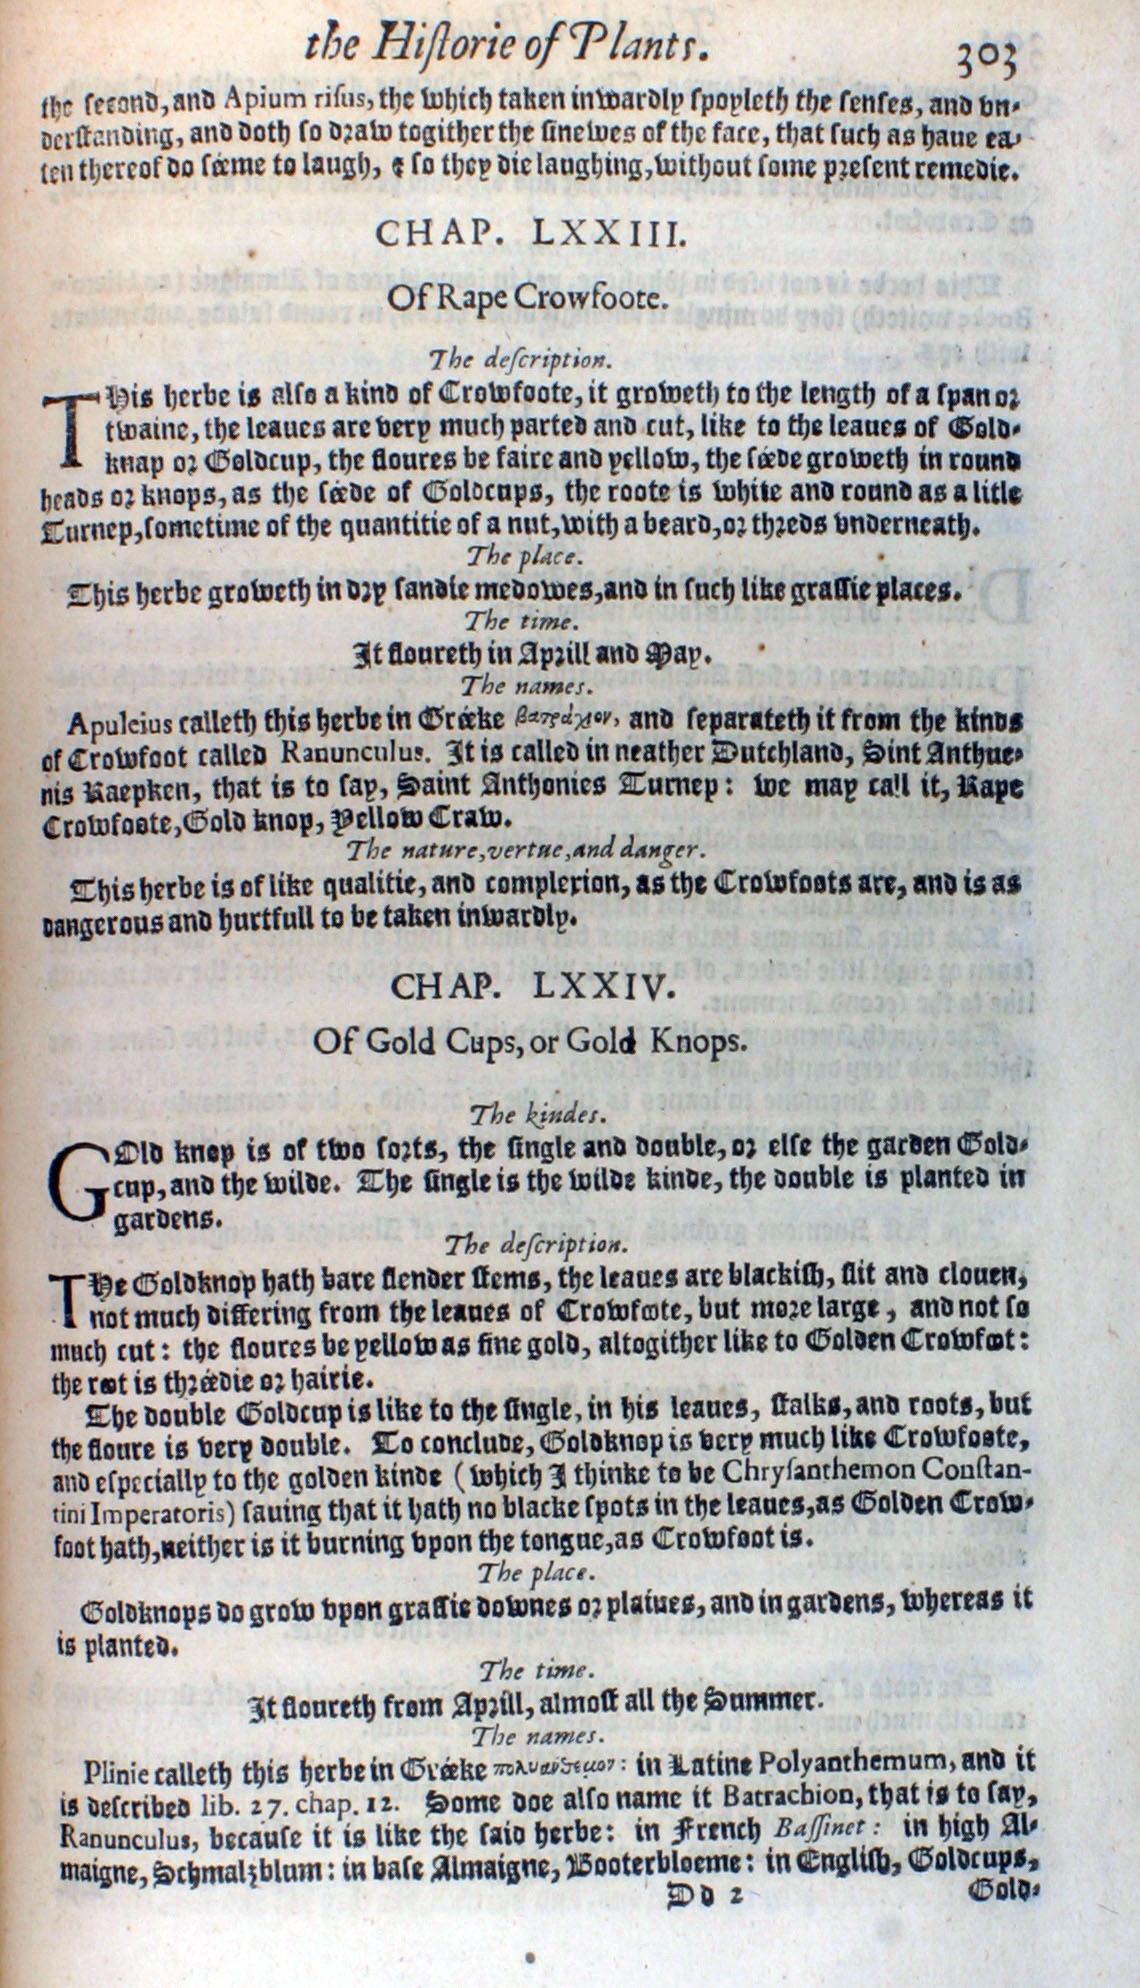 the Historie of Plants. 303
the second, and Apium risus, the which taken inwardly spoyleth the senses, and vn-
derstanding, and doth so draw togither the sinewes of the face, that such as haue ea-
ten thereof do séeme to laugh, & so they die laughing, without some present remedie.
CHAP. LXXIII.
Of Rape Crowfoote.
The description.
THis herbe is also a kind of Crowfoote, it groweth to the length of a span or
twaine, the leaues are very much parted and cut, like to the leaues of Gold-
knap or Goldcup, the floures be faire and yellow, the séede groweth in round
heads or knops, as the séede of Goldcups, the roote is white and round as a litle
Turnep, sometime of the quantitie of a nut, with a beard, or threds vnderneath.
The place.
This herbe groweth in dry sandie medowes, and in such like grassie places.
The time.
It floureth in Aprill and May.
The names.
Apuleius calleth this herbe in Gréeke βατράχιον, and separateth it from the kinds
of Crowfoot called Ranunculus. It is called in neather Dutchland, Sint Anthue-
nis Raepken, that is to say, Saint Anthonies Turnep: we may call it, Rape
Crowfoote, Gold knop, Yellow Craw.
The nature, vertue, and danger.
This herbe is of like qualitie, and complexion, as the Crowfoots are, and is as
dangerous and hurtfull to be taken inwardly.
CHAP. LXXIV.
Of Gold Cups, or Gold Knops.
The kindes.
GOld knop is of two sorts, the single and double, or else the garden Gold-
cup, and the wilde. The single is the wilde kinde, the double is planted in
gardens.
The description.
THe Goldknop hath bare slender stems, the leaues are blackish, slit and clouen,
not much differing from the leaues of Crowfoote, but more large, and not so
much cut: the floures be yellow as fine gold, altogither like to Golden Crowfoot:
the root is thréedie or hairie.
The double Goldcup is like to the single, in his leaues, stalks, and roots, but
the floure is very double. To conclude, Goldknop is very much like Crowfoote,
and especially to the golden kinde (which I thinke to be Chrysanthemon Constan-
tini Imperatoris) sauing that it hath no blacke spots in the leaues, as Golden Crow-
foot hath, neither is it burning vpon the tongue, as Crowfoot is.
The place.
Goldknops do grow vpon grassie downes or plaines, and in gardens, whereas it
is planted.
The time.
It floureth from Aprill, almost all the Summer.
The names.
Plinie calleth this herbe in Gréeke πολυανθεμον: in Latine Polyanthemum, and it
is described lib. 27. chap. 12. Some doe also name it Batrachion, that is to say,
Ranunculus, because it is like the said herbe: in French Bassinet: in high Al-
maigne, Schmalzblum: in base Almaigne, Booterbloeme: in English, Goldcups,
Dd 2 Gold-